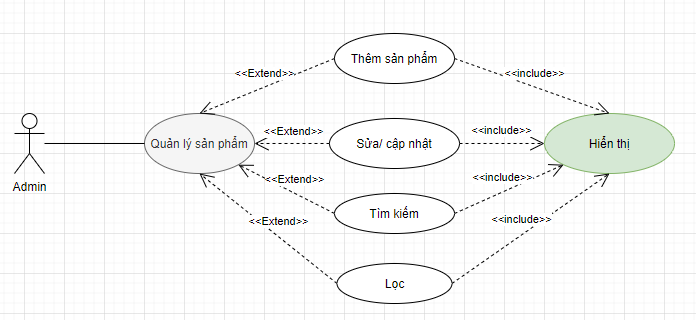 Thêm sản phẩm
<<Extend>>
<<include>>
Quản lý sản phẩm
<<Extend>>
Sửa/ cập nhật
<<include>>
Hiển thị
Admin
<<Extend>>
<<include>>
Tìm kiếm
<<Extend>>
<<include>>
Lọc